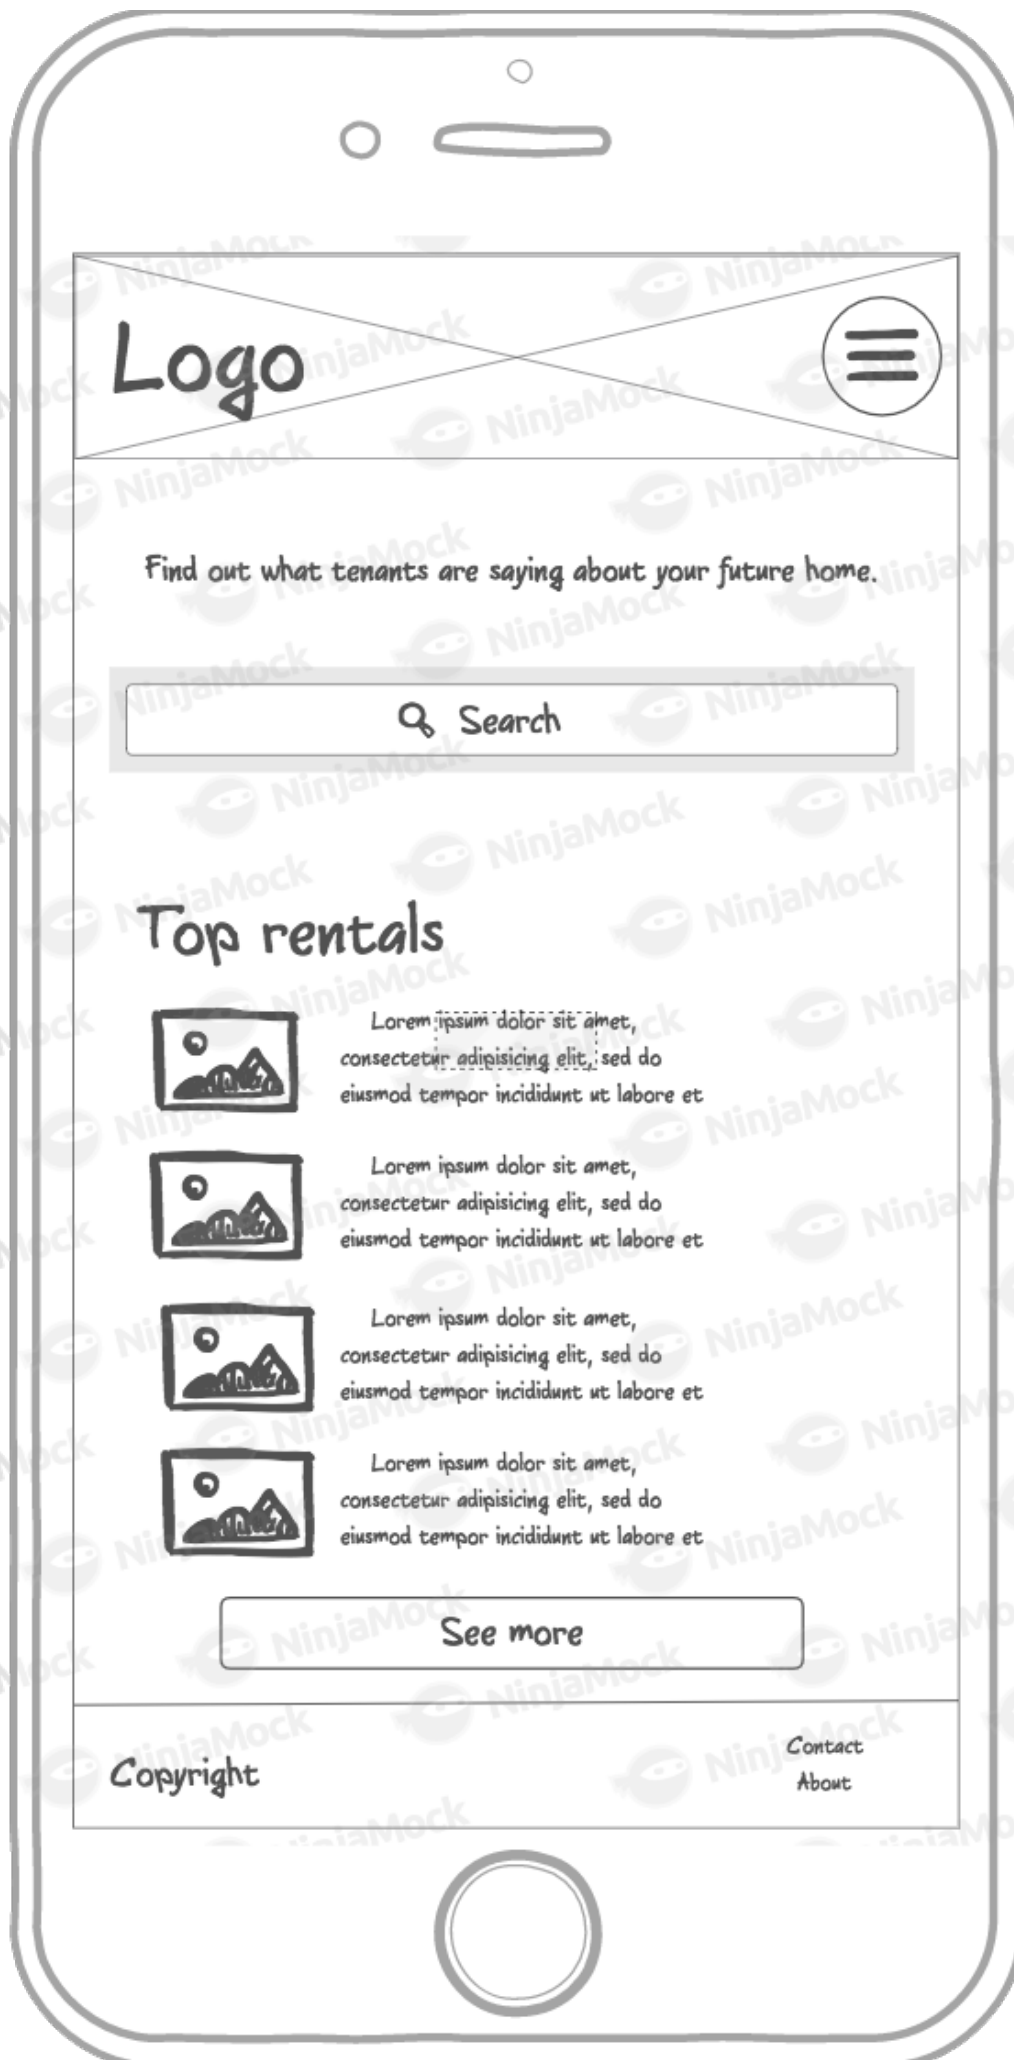 Logo
Find out what tenants are saying about your future home.
Search
Top rentals
Lorem ipsum dolor sit amet,
consectetur adipisicing elit, sed do
eiusmod tempor incididunt ut labore et
Lorem ipsum dolor sit amet,
consectetur adipisicing elit, sed do
eiusmod tempor incididunt ut labore et
Lorem ipsum dolor sit amet,
consectetur adipisicing elit, sed do
eiusmod tempor incididunt ut labore et
Lorem ipsum dolor sit amet,
consectetur adipisicing elit, sed do
eiusmod tempor incididunt ut labore et
See more
Copyright
Contact
About
NinjaMock